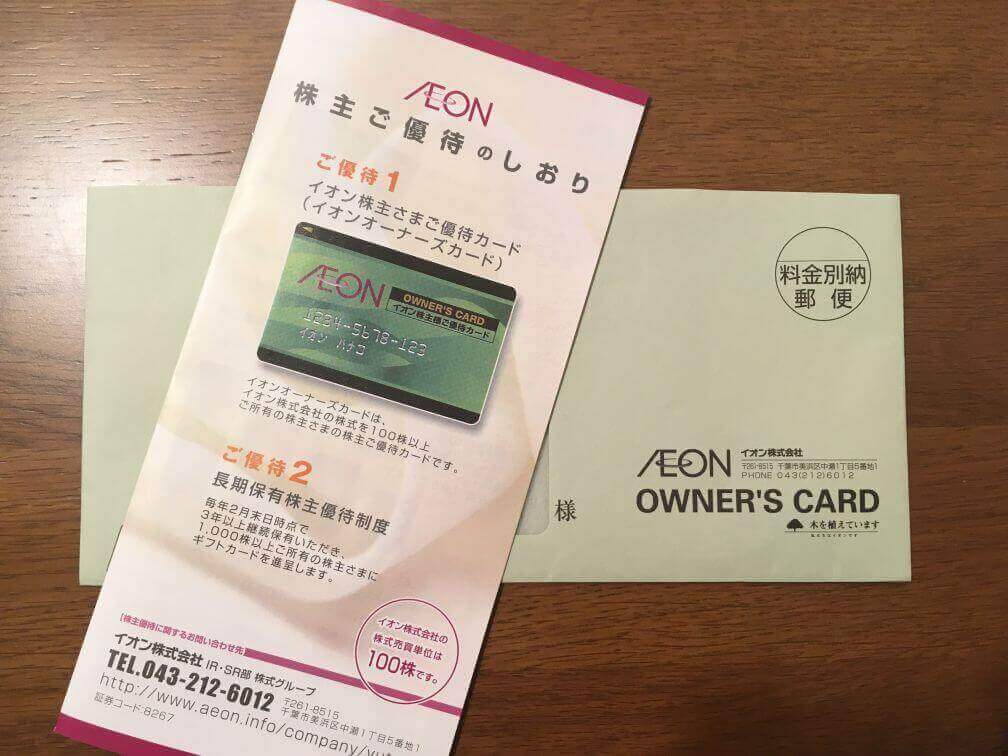 ÆON
株主ご優待のしおり
ご優待1
イオン株主さまご優待カード
(イオンオーナーズカード)
ÆON
OWNER'S CARD
イオン株主様ご優待カード
1234-5678-123
イオン ハナコ
イオンオーナーズカードは、
イオン株式会社の株式を100株以上
ご所有の株主さまの株主ご優待カードです。
ご優待2
長期保有株主優待制度
毎年2月末日時点で
3年以上継続保有いただき、
1,000株以上ご所有の株主さまに
ギフトカードを進呈します。
イオン株式会社の
株式売買単位は
100株です。
[株主優待に関するお問い合わせ先]
イオン株式会社 IR・SR部 株式グループ
TEL.043-212-6012
〒261-8515
千葉市美浜区中瀬1丁目5番地1
http://www.aeon.info/company/yu
証券コード:8267
料金別納
郵便
様
ÆON
イオン株式会社
〒261-8515 千葉市美浜区中瀬1丁目5番地1
PHONE 043(212)6012
OWNER'S CARD
木を植えています
私たちはイオンです